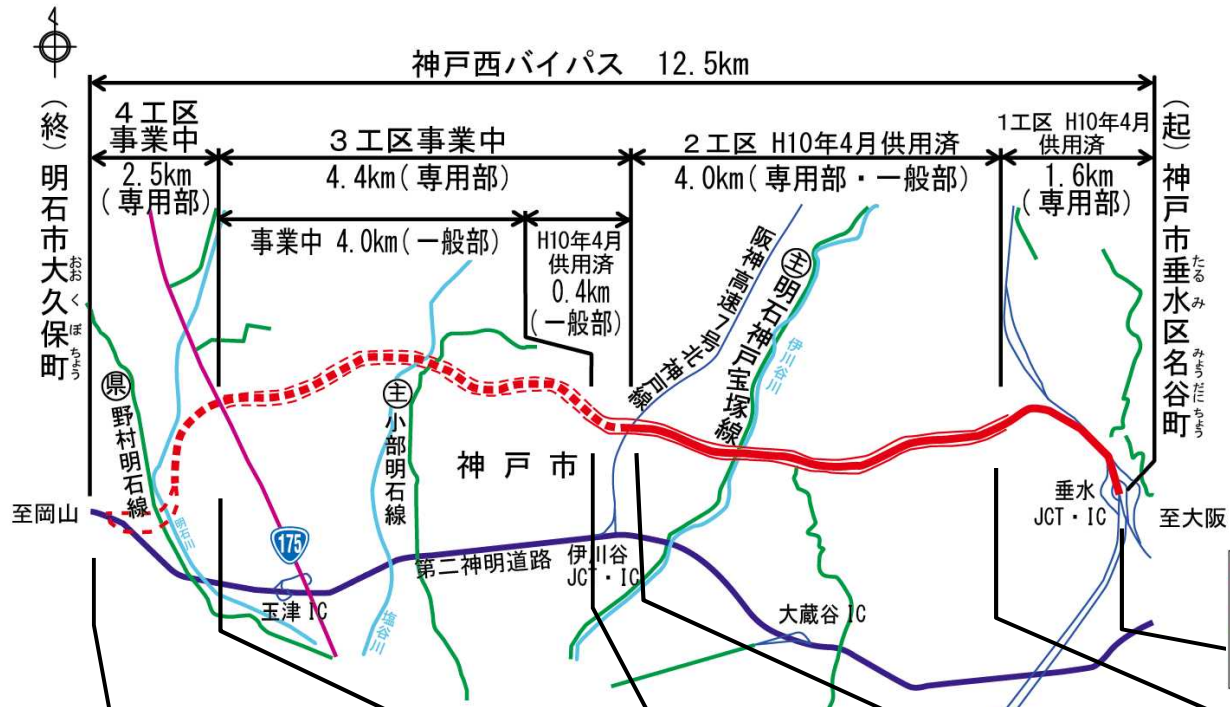 神戸西バイパス 12.5km
(終)明石市大久保町
おお く ぼ ちょう
4工区
事業中
2.5km
(専用部)
3工区事業中
4.4km(専用部)
事業中 4.0km(一般部)
H10年4月
供用済
0.4km
(一般部)
2工区 H10年4月供用済
4.0km(専用部・一般部)
1工区 H10年4月
供用済
1.6km
(専用部)
(起)神戸市垂水区名谷町
たる み みょう だに ちょう
阪神高速7号北神戸線
主明石神戸宝塚線
伊川谷川
県野村明石線
主小部明石線
神戸市
至岡山
明石川
175
玉津IC
塩谷川
第二神明道路
伊川谷
JCT・IC
大蔵谷IC
垂水
JCT・IC
至大阪